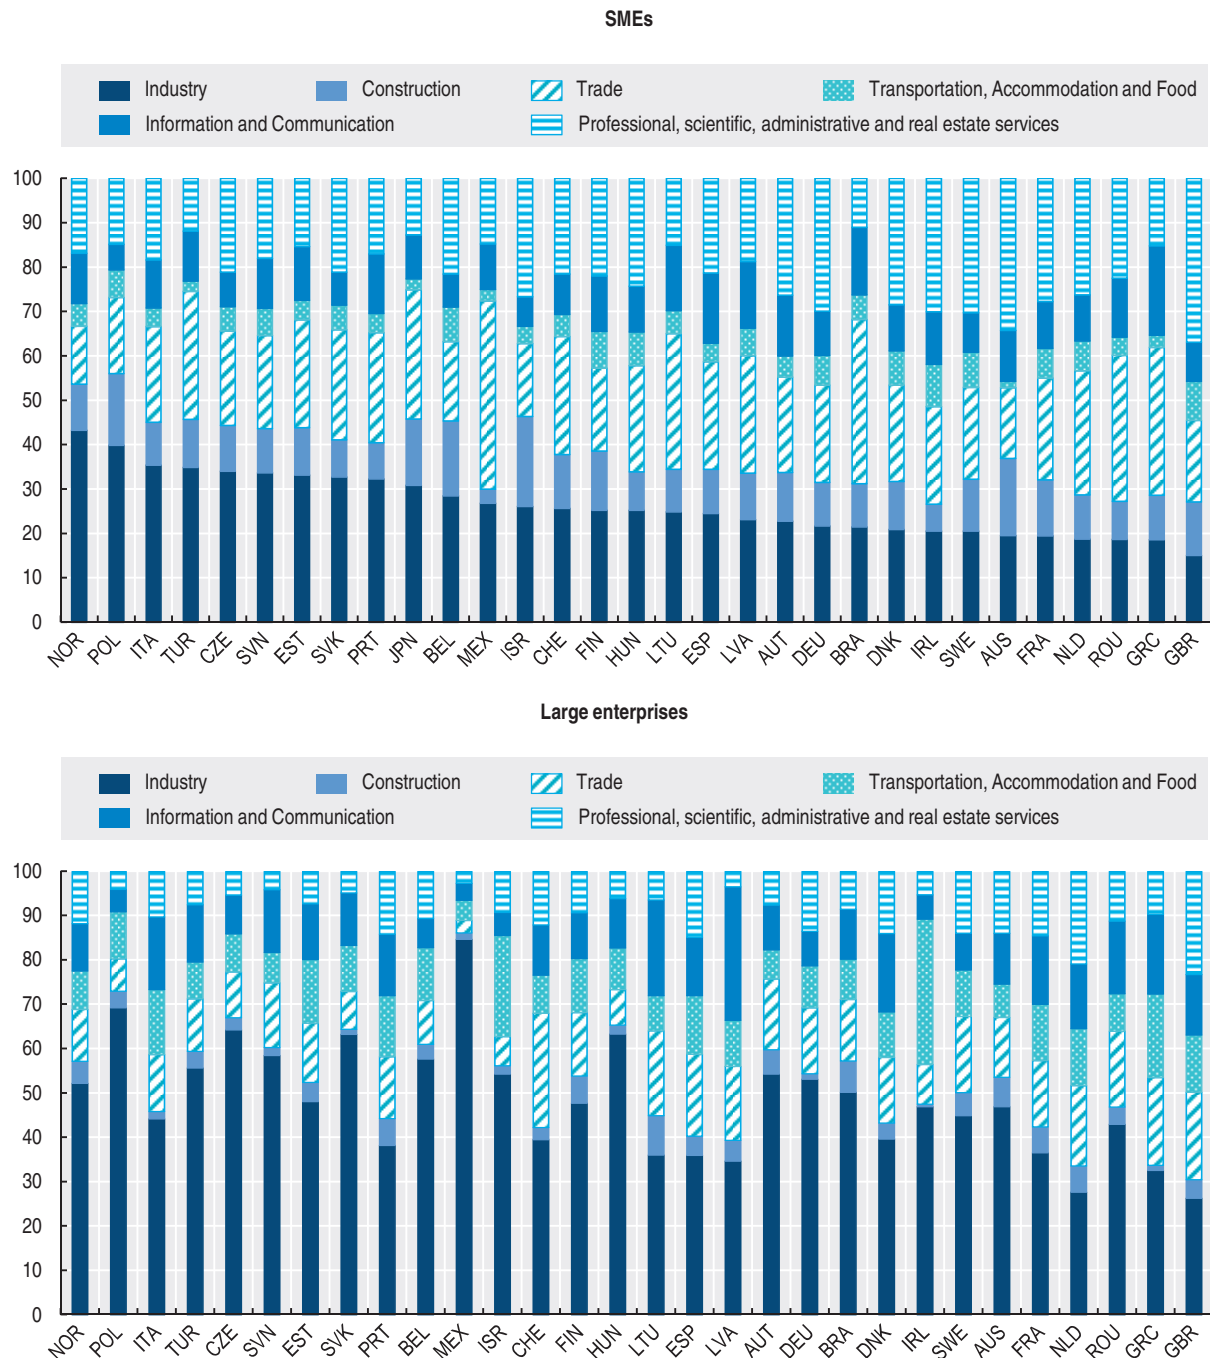 SMEs
Industry Construction Trade Transportation, Accommodation and Food
Information and Communication Professional, scientific, administrative and real estate services
100
90
80
70
60
50
40
30
20
10
0
NOR POL ITA TUR CZE SVN EST SVK PRT JPN BEL MEX ISR CHE FIN HUN LTU ESP LVA AUT DEU BRA DNK IRL SWE AUS FRA NLD ROU GRC GBR
Large enterprises
Industry Construction Trade Transportation, Accommodation and Food
Information and Communication Professional, scientific, administrative and real estate services
100
90
80
70
60
50
40
30
20
10
0
NOR POL ITA TUR CZE SVN EST SVK PRT BEL MEX ISR CHE FIN HUN LTU ESP LVA AUT DEU BRA DNK IRL SWE AUS FRA NLD ROU GRC GBR